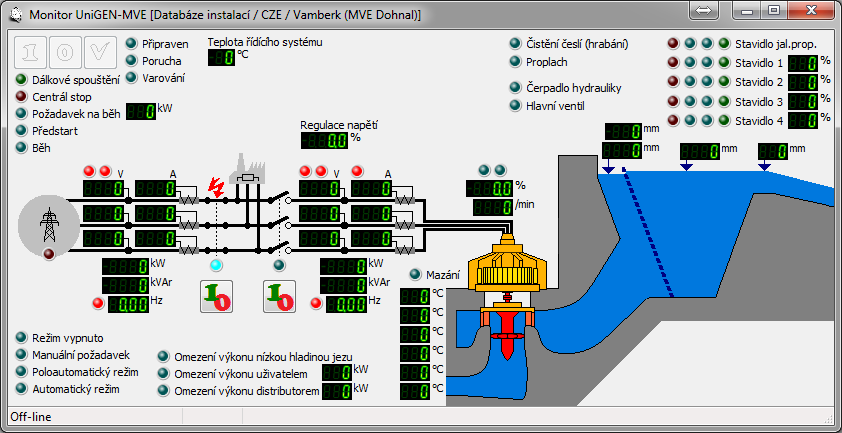 Monitor UniGEN-MVE [Databáze instalací / CZE / Vamberk (MVE Dohnal)]
I O V
Připraven
Porucha
Varování
Teplota řídícího systému
0 °C
Čistění česlí (hrabání)
Proplach
Čerpadlo hydrauliky
Hlavní ventil
Stavidlo jal.prop.
Stavidlo 1 0 %
Stavidlo 2 0 %
Stavidlo 3 0 %
Stavidlo 4 0 %
Dálkové spouštění
Centrál stop
Požadavek na běh 0 kW
Předstart
Běh
Regulace napětí
0.0 %
0 mm
0 mm
0 mm
0 mm
V A
0 0
0 0
0 0
V A
0 0
0 0
0 0
0.0 %
0 /min
0 kW
0 kVAr
0.00 Hz
I O
I O
0 kW
0 kVAr
0.00 Hz
Mazání
0 °C
0 °C
0 °C
0 °C
0 °C
0 °C
Režim vypnuto
Manuální požadavek
Poloautomatický režim
Automatický režim
Omezení výkonu nízkou hladinou jezu
Omezení výkonu uživatelem 0 kW
Omezení výkonu distributorem 0 kW
Off-line